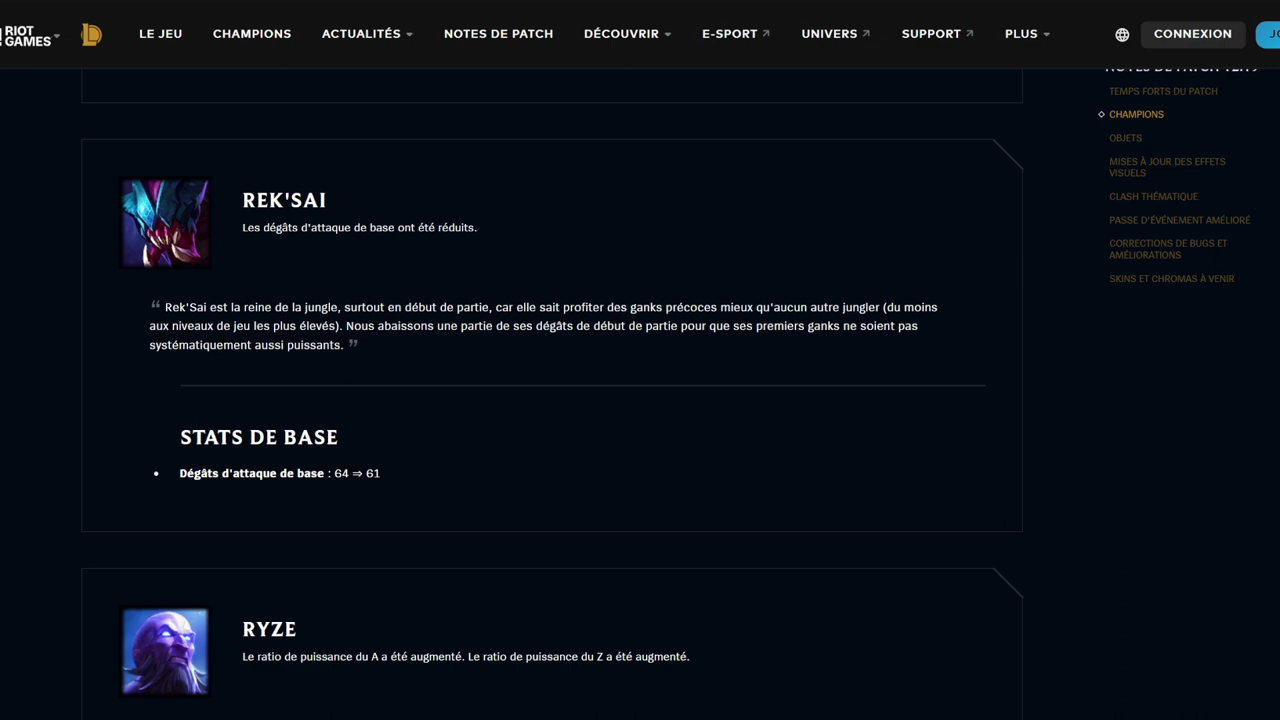 RIOT
GAMES
LE JEU
CHAMPIONS
ACTUALITÉS
NOTES DE PATCH
DÉCOUVRIR
E-SPORT
UNIVERS
SUPPORT
PLUS
CONNEXION
REK'SAI
Les dégâts d'attaque de base ont été réduits.
“ Rek'Sai est la reine de la jungle, surtout en début de partie, car elle sait profiter des ganks précoces mieux qu'aucun autre jungler (du moins
aux niveaux de jeu les plus élevés). Nous abaissons une partie de ses dégâts de début de partie pour que ses premiers ganks ne soient pas
systématiquement aussi puissants. ”
STATS DE BASE
• Dégâts d'attaque de base : 64 ⇒ 61
RYZE
Le ratio de puissance du A a été augmenté. Le ratio de puissance du Z a été augmenté.
NOTES DE PATCH 12.19
TEMPS FORTS DU PATCH
CHAMPIONS
OBJETS
MISES À JOUR DES EFFETS
VISUELS
CLASH THÉMATIQUE
PASSE D'ÉVÉNEMENT AMÉLIORÉ
CORRECTIONS DE BUGS ET
AMÉLIORATIONS
SKINS ET CHROMAS À VENIR